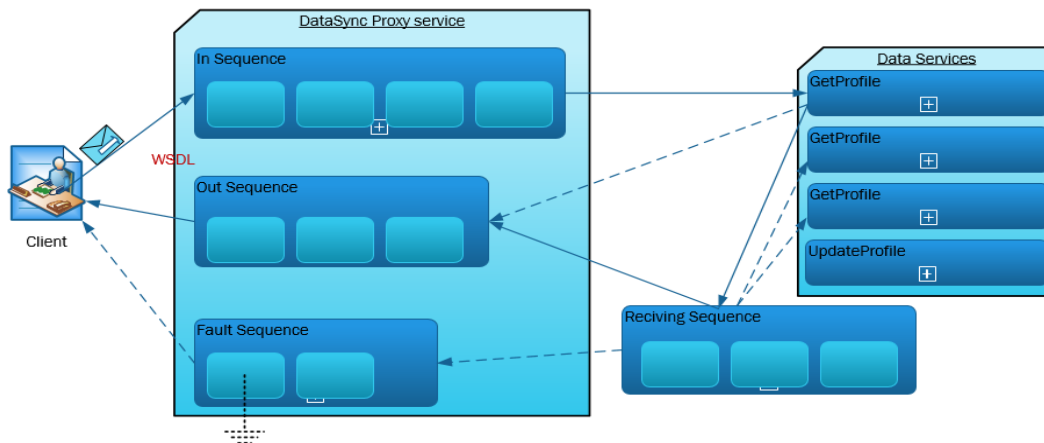 DataSync Proxy service
In Sequence
WSDL
Out Sequence
Client
Fault Sequence
Data Services
GetProfile
GetProfile
GetProfile
UpdateProfile
Reciving Sequence